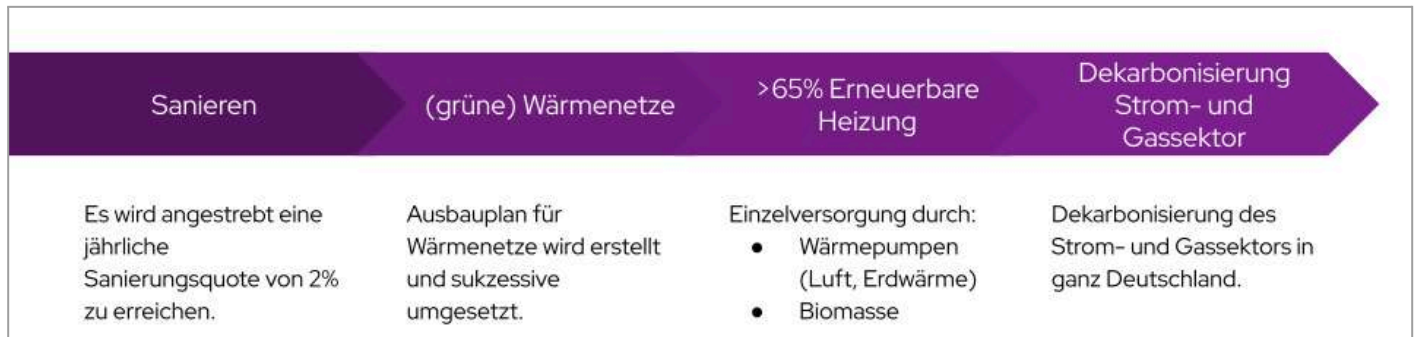 Sanieren
(grüne) Wärmenetze
>65% Erneuerbare
Heizung
Dekarbonisierung
Strom- und
Gassektor
Es wird angestrebt eine
jährliche
Sanierungsquote von 2%
zu erreichen.
Ausbauplan für
Wärmenetze wird erstellt
und sukzessive
umgesetzt.
Einzelversorgung durch:
● Wärmepumpen
(Luft, Erdwärme)
● Biomasse
Dekarbonisierung des
Strom- und Gassektors in
ganz Deutschland.